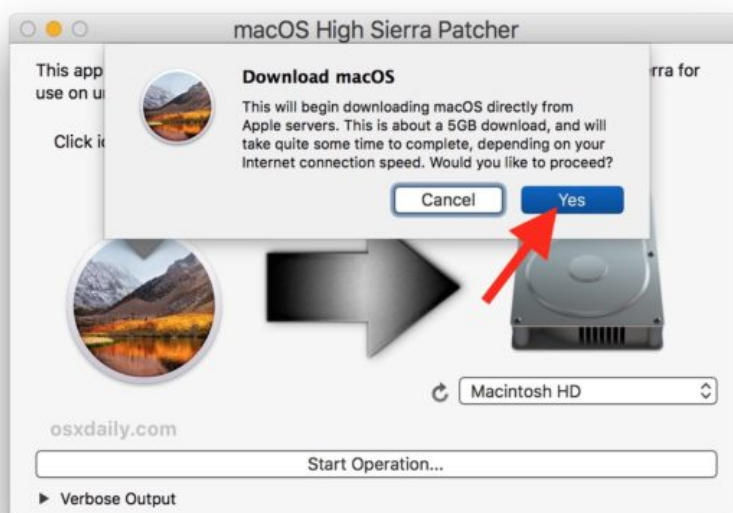 macOS High Sierra Patcher
This app
rra for
use on
Download macOS
This will begin downloading macOS directly from
Apple servers. This is about a 5GB download, and will
take quite some time to complete, depending on your
Internet connection speed. Would you like to proceed?
Click
Cancel
Yes
Macintosh HD
osxdaily.com
Start Operation...
Verbose Output